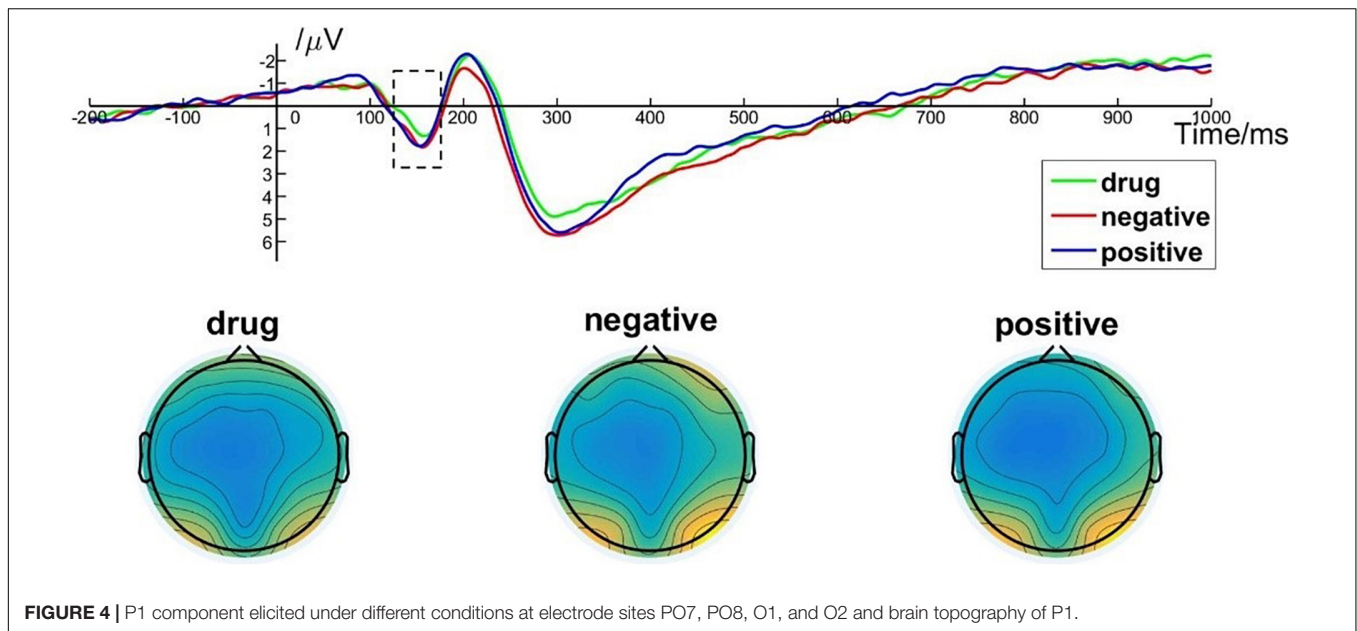 /μV
-2
-1
-200 -100 0 100 200 300 400 500 600 700 800 900 1000
Time/ms
1
2
3
4
5
6
drug
negative
positive
drug negative positive
FIGURE 4 | P1 component elicited under different conditions at electrode sites PO7, PO8, O1, and O2 and brain topography of P1.